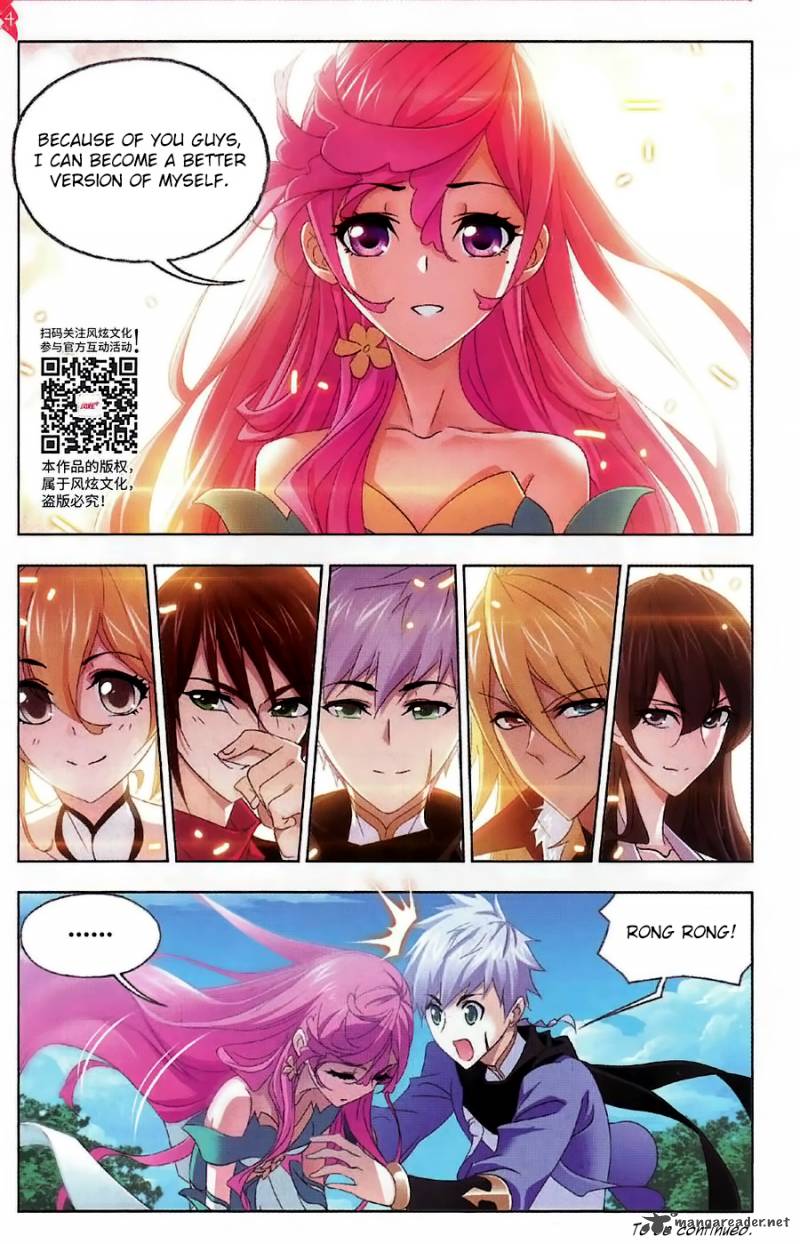 4
BECAUSE OF YOU GUYS,
I CAN BECOME A BETTER
VERSION OF MYSELF.
扫码关注风炫文化
参与官方互动活动!
本作品的版权，
属于风炫文化，
盗版必究！
......
RONG RONG!
mangareader.net
To be continued.